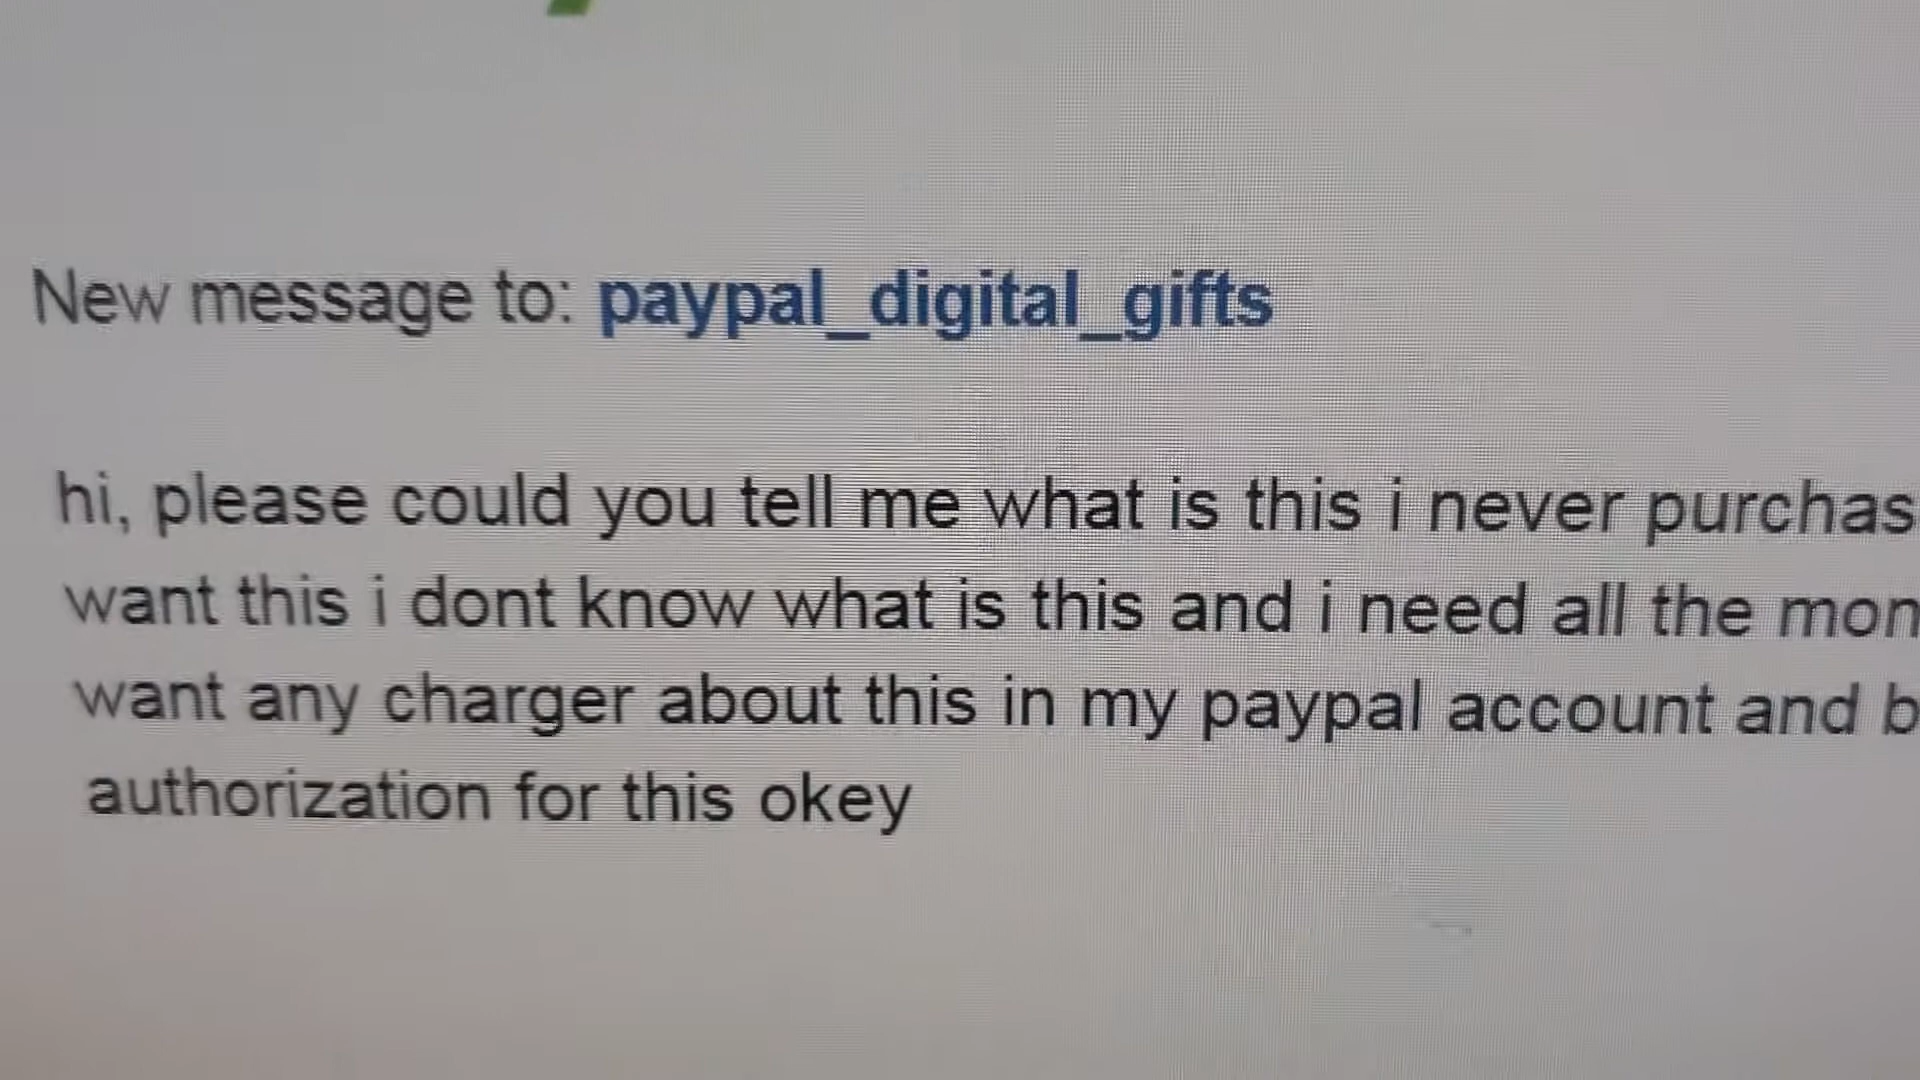 New message to: paypal_digital_gifts
hi, please could you tell me what is this i never purchas
want this i dont know what is this and i need all the mon
want any charger about this in my paypal account and b
authorization for this okey